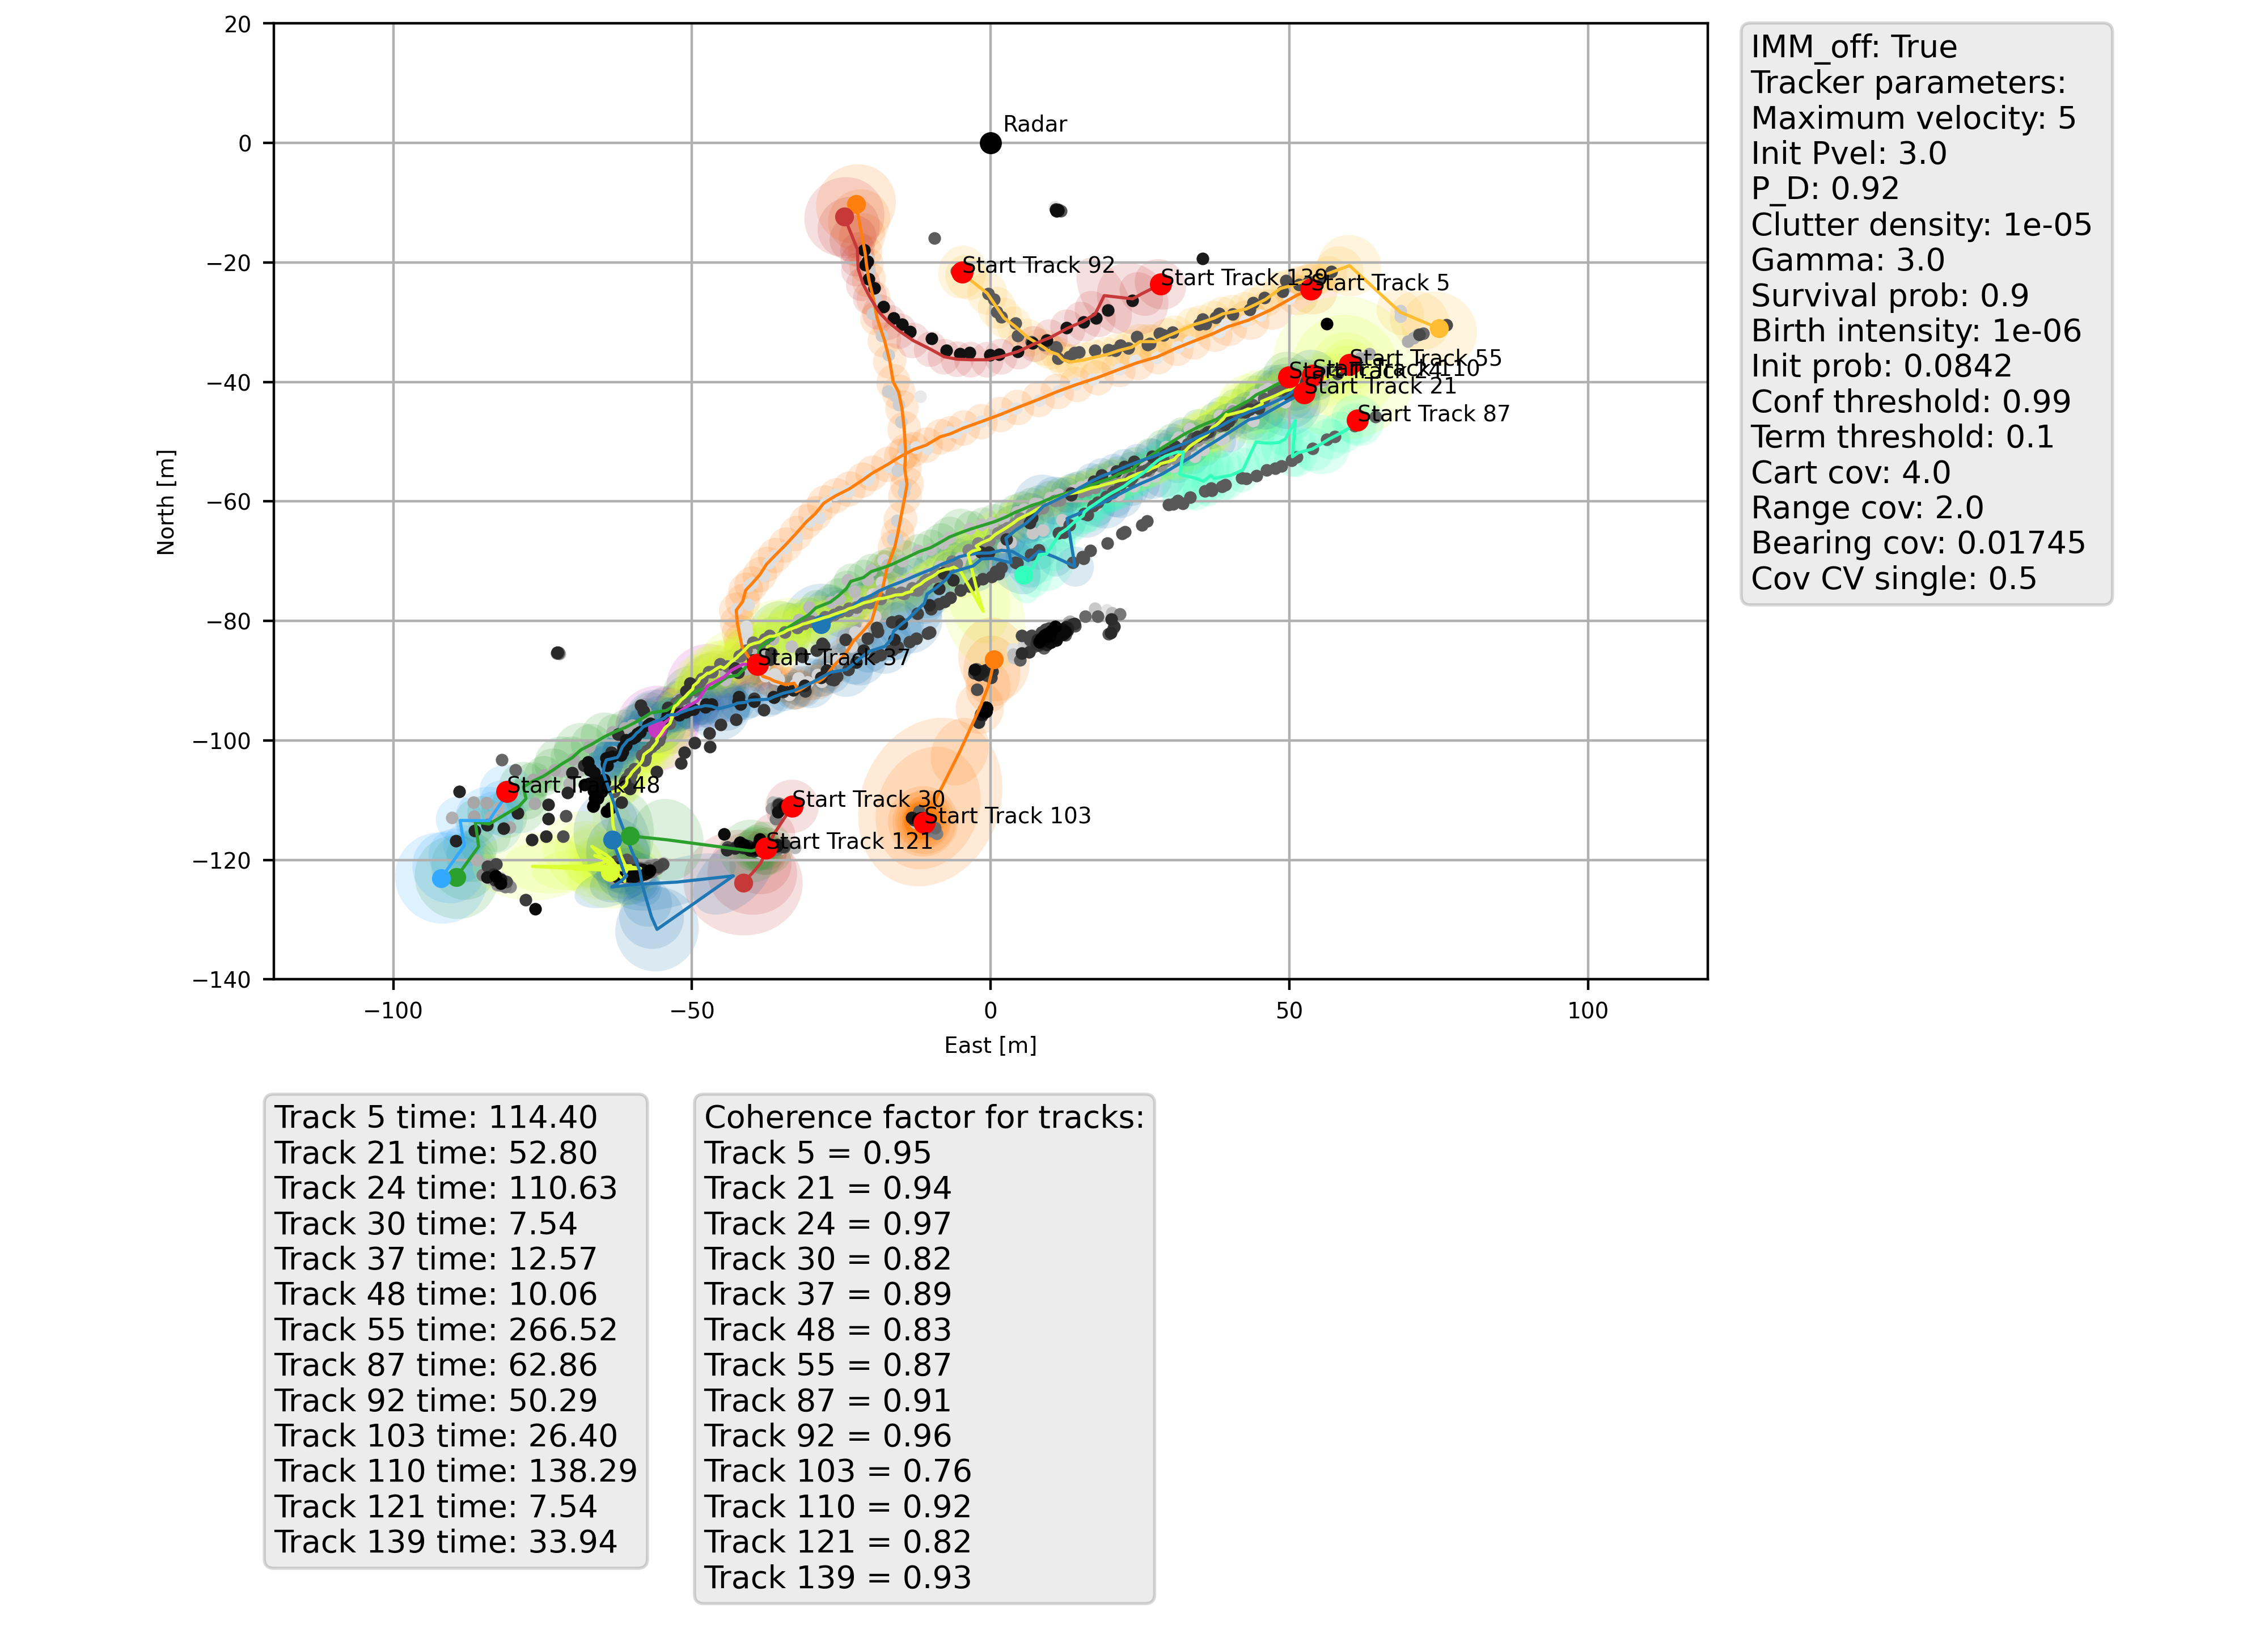 20
0
−20
−40
−60
−80
−100
−120
−140
North [m]
−100
−50
0
50
100
East [m]
Radar
Start Track 92
Start Track 139
Start Track 5
Start Track 55
Start Track 110
Start Track 24
Start Track 21
Start Track 87
Start Track 37
Start Track 48
Start Track 30
Start Track 103
Start Track 121
IMM_off: True
Tracker parameters:
Maximum velocity: 5
Init Pvel: 3.0
P_D: 0.92
Clutter density: 1e-05
Gamma: 3.0
Survival prob: 0.9
Birth intensity: 1e-06
Init prob: 0.0842
Conf threshold: 0.99
Term threshold: 0.1
Cart cov: 4.0
Range cov: 2.0
Bearing cov: 0.01745
Cov CV single: 0.5
Track 5 time: 114.40
Track 21 time: 52.80
Track 24 time: 110.63
Track 30 time: 7.54
Track 37 time: 12.57
Track 48 time: 10.06
Track 55 time: 266.52
Track 87 time: 62.86
Track 92 time: 50.29
Track 103 time: 26.40
Track 110 time: 138.29
Track 121 time: 7.54
Track 139 time: 33.94
Coherence factor for tracks:
Track 5 = 0.95
Track 21 = 0.94
Track 24 = 0.97
Track 30 = 0.82
Track 37 = 0.89
Track 48 = 0.83
Track 55 = 0.87
Track 87 = 0.91
Track 92 = 0.96
Track 103 = 0.76
Track 110 = 0.92
Track 121 = 0.82
Track 139 = 0.93